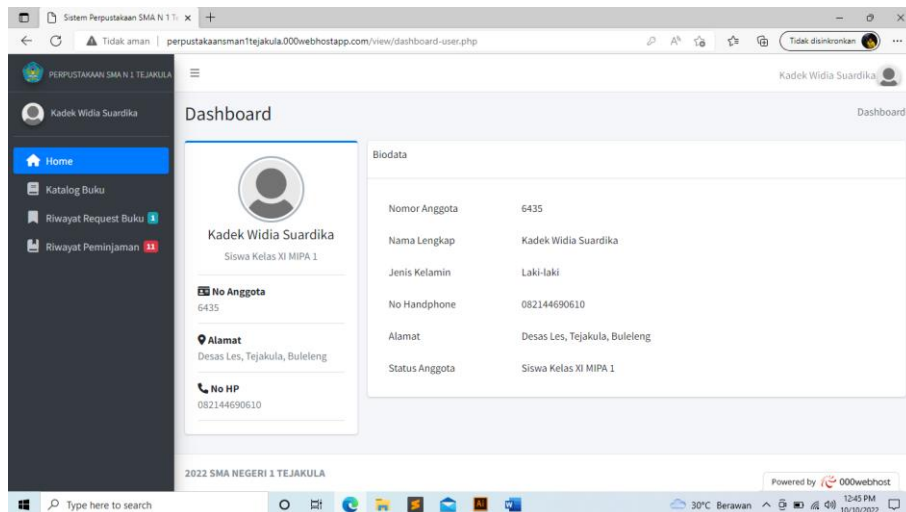 Sistem Perpustakaan SMA N 1 Te
Tidak aman
perpustakaansman1tejakula.000webhostapp.com/view/dashboard-user.php
Tidak disinkronkan
PERPUSTAKAAN SMA N 1 TEJAKULA
Kadek Widia Suardika
Kadek Widia Suardika
Home
Katalog Buku
Riwayat Request Buku 1
Riwayat Peminjaman 11
Dashboard
Dashboard
Kadek Widia Suardika
Siswa Kelas XI MIPA 1
No Anggota
6435
Alamat
Desas Les, Tejakula, Buleleng
No HP
082144690610
Biodata
Nomor Anggota 6435
Nama Lengkap Kadek Widia Suardika
Jenis Kelamin Laki-laki
No Handphone 082144690610
Alamat Desas Les, Tejakula, Buleleng
Status Anggota Siswa Kelas XI MIPA 1
2022 SMA NEGERI 1 TEJAKULA
Powered by 000webhost
Type here to search
30°C Berawan
12:45 PM
10/10/2022